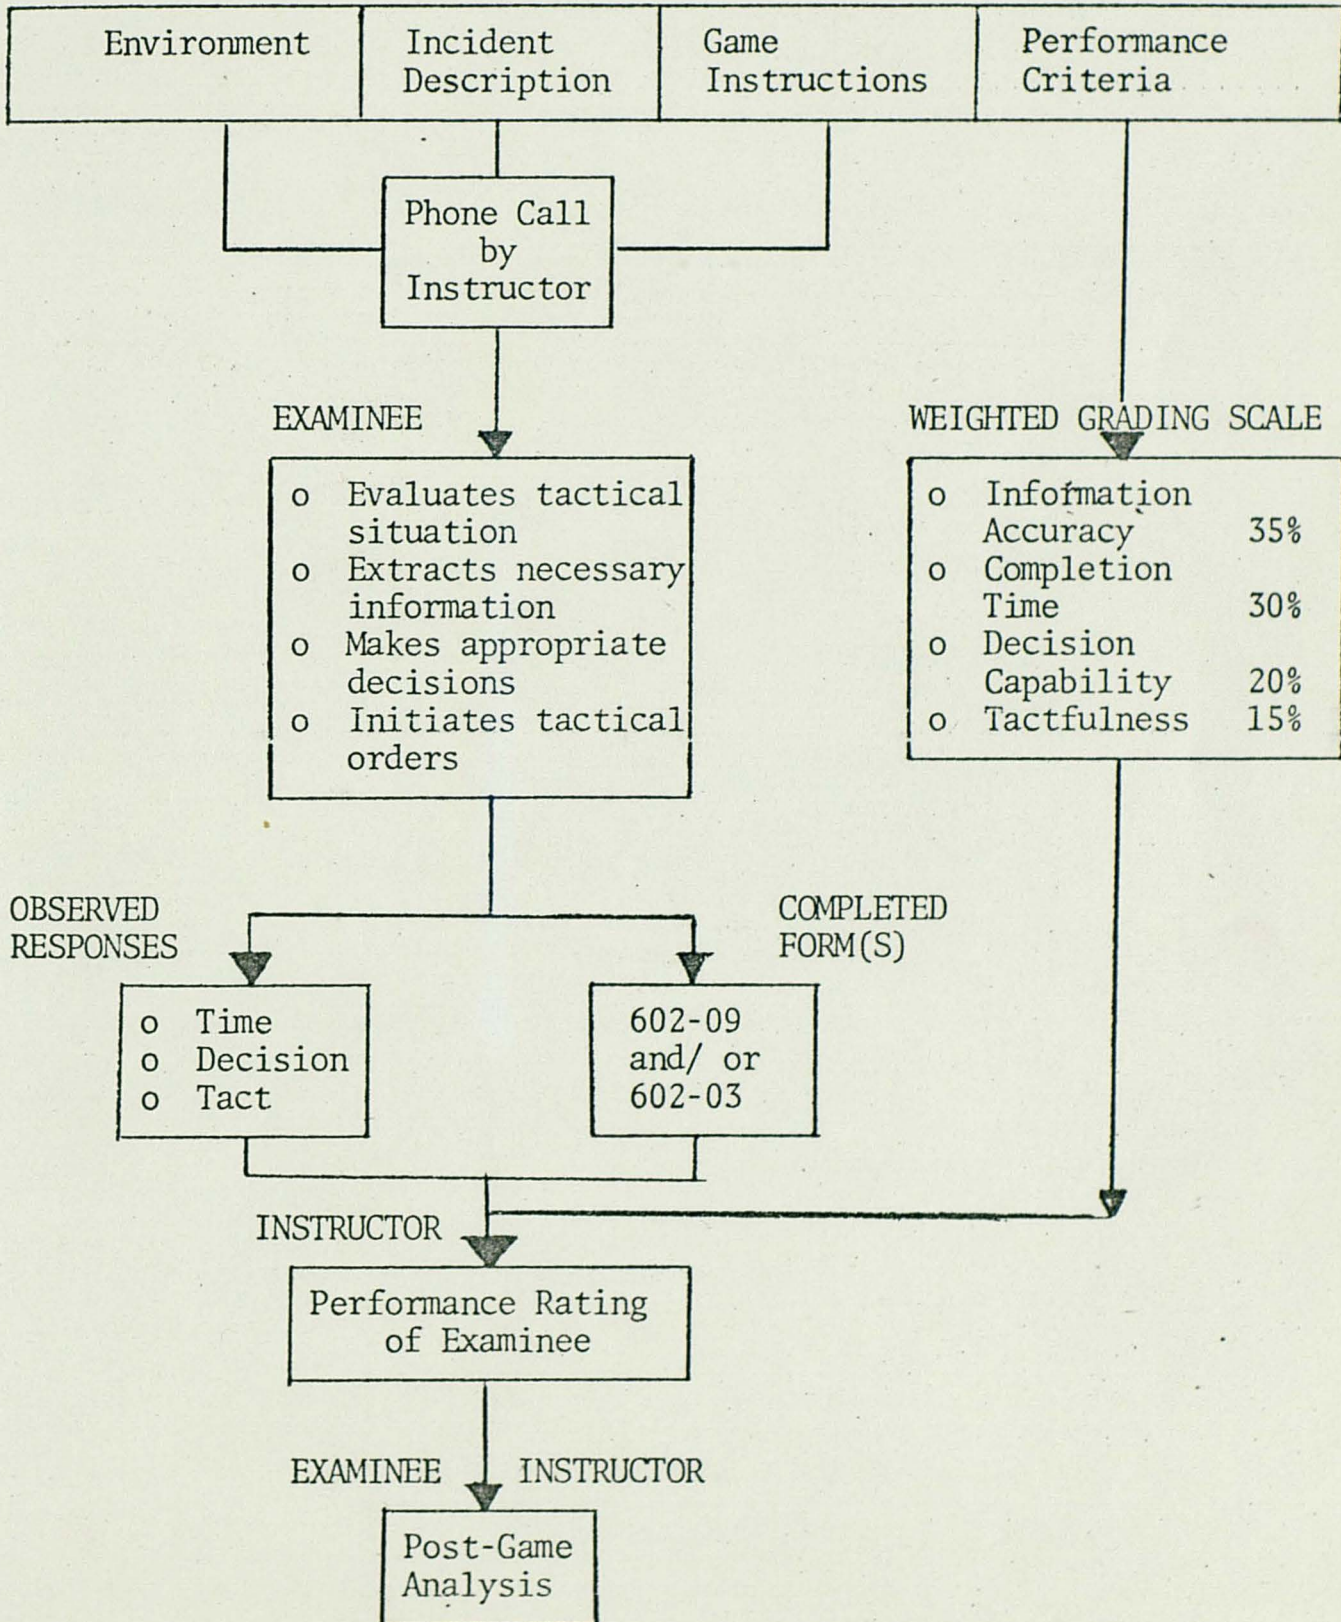 Environment
Incident
Description
Game
Instructions
Performance
Criteria
Phone Call
by
Instructor
EXAMINEE
o Evaluates tactical
situation
o Extracts necessary
information
o Makes appropriate
decisions
o Initiates tactical
orders
WEIGHTED GRADING SCALE
o Information
Accuracy 35%
o Completion
Time 30%
o Decision
Capability 20%
o Tactfulness 15%
OBSERVED
RESPONSES
o Time
o Decision
o Tact
COMPLETED
FORM(S)
602-09
and/ or
602-03
INSTRUCTOR
Performance Rating
of Examinee
EXAMINEE INSTRUCTOR
Post-Game
Analysis